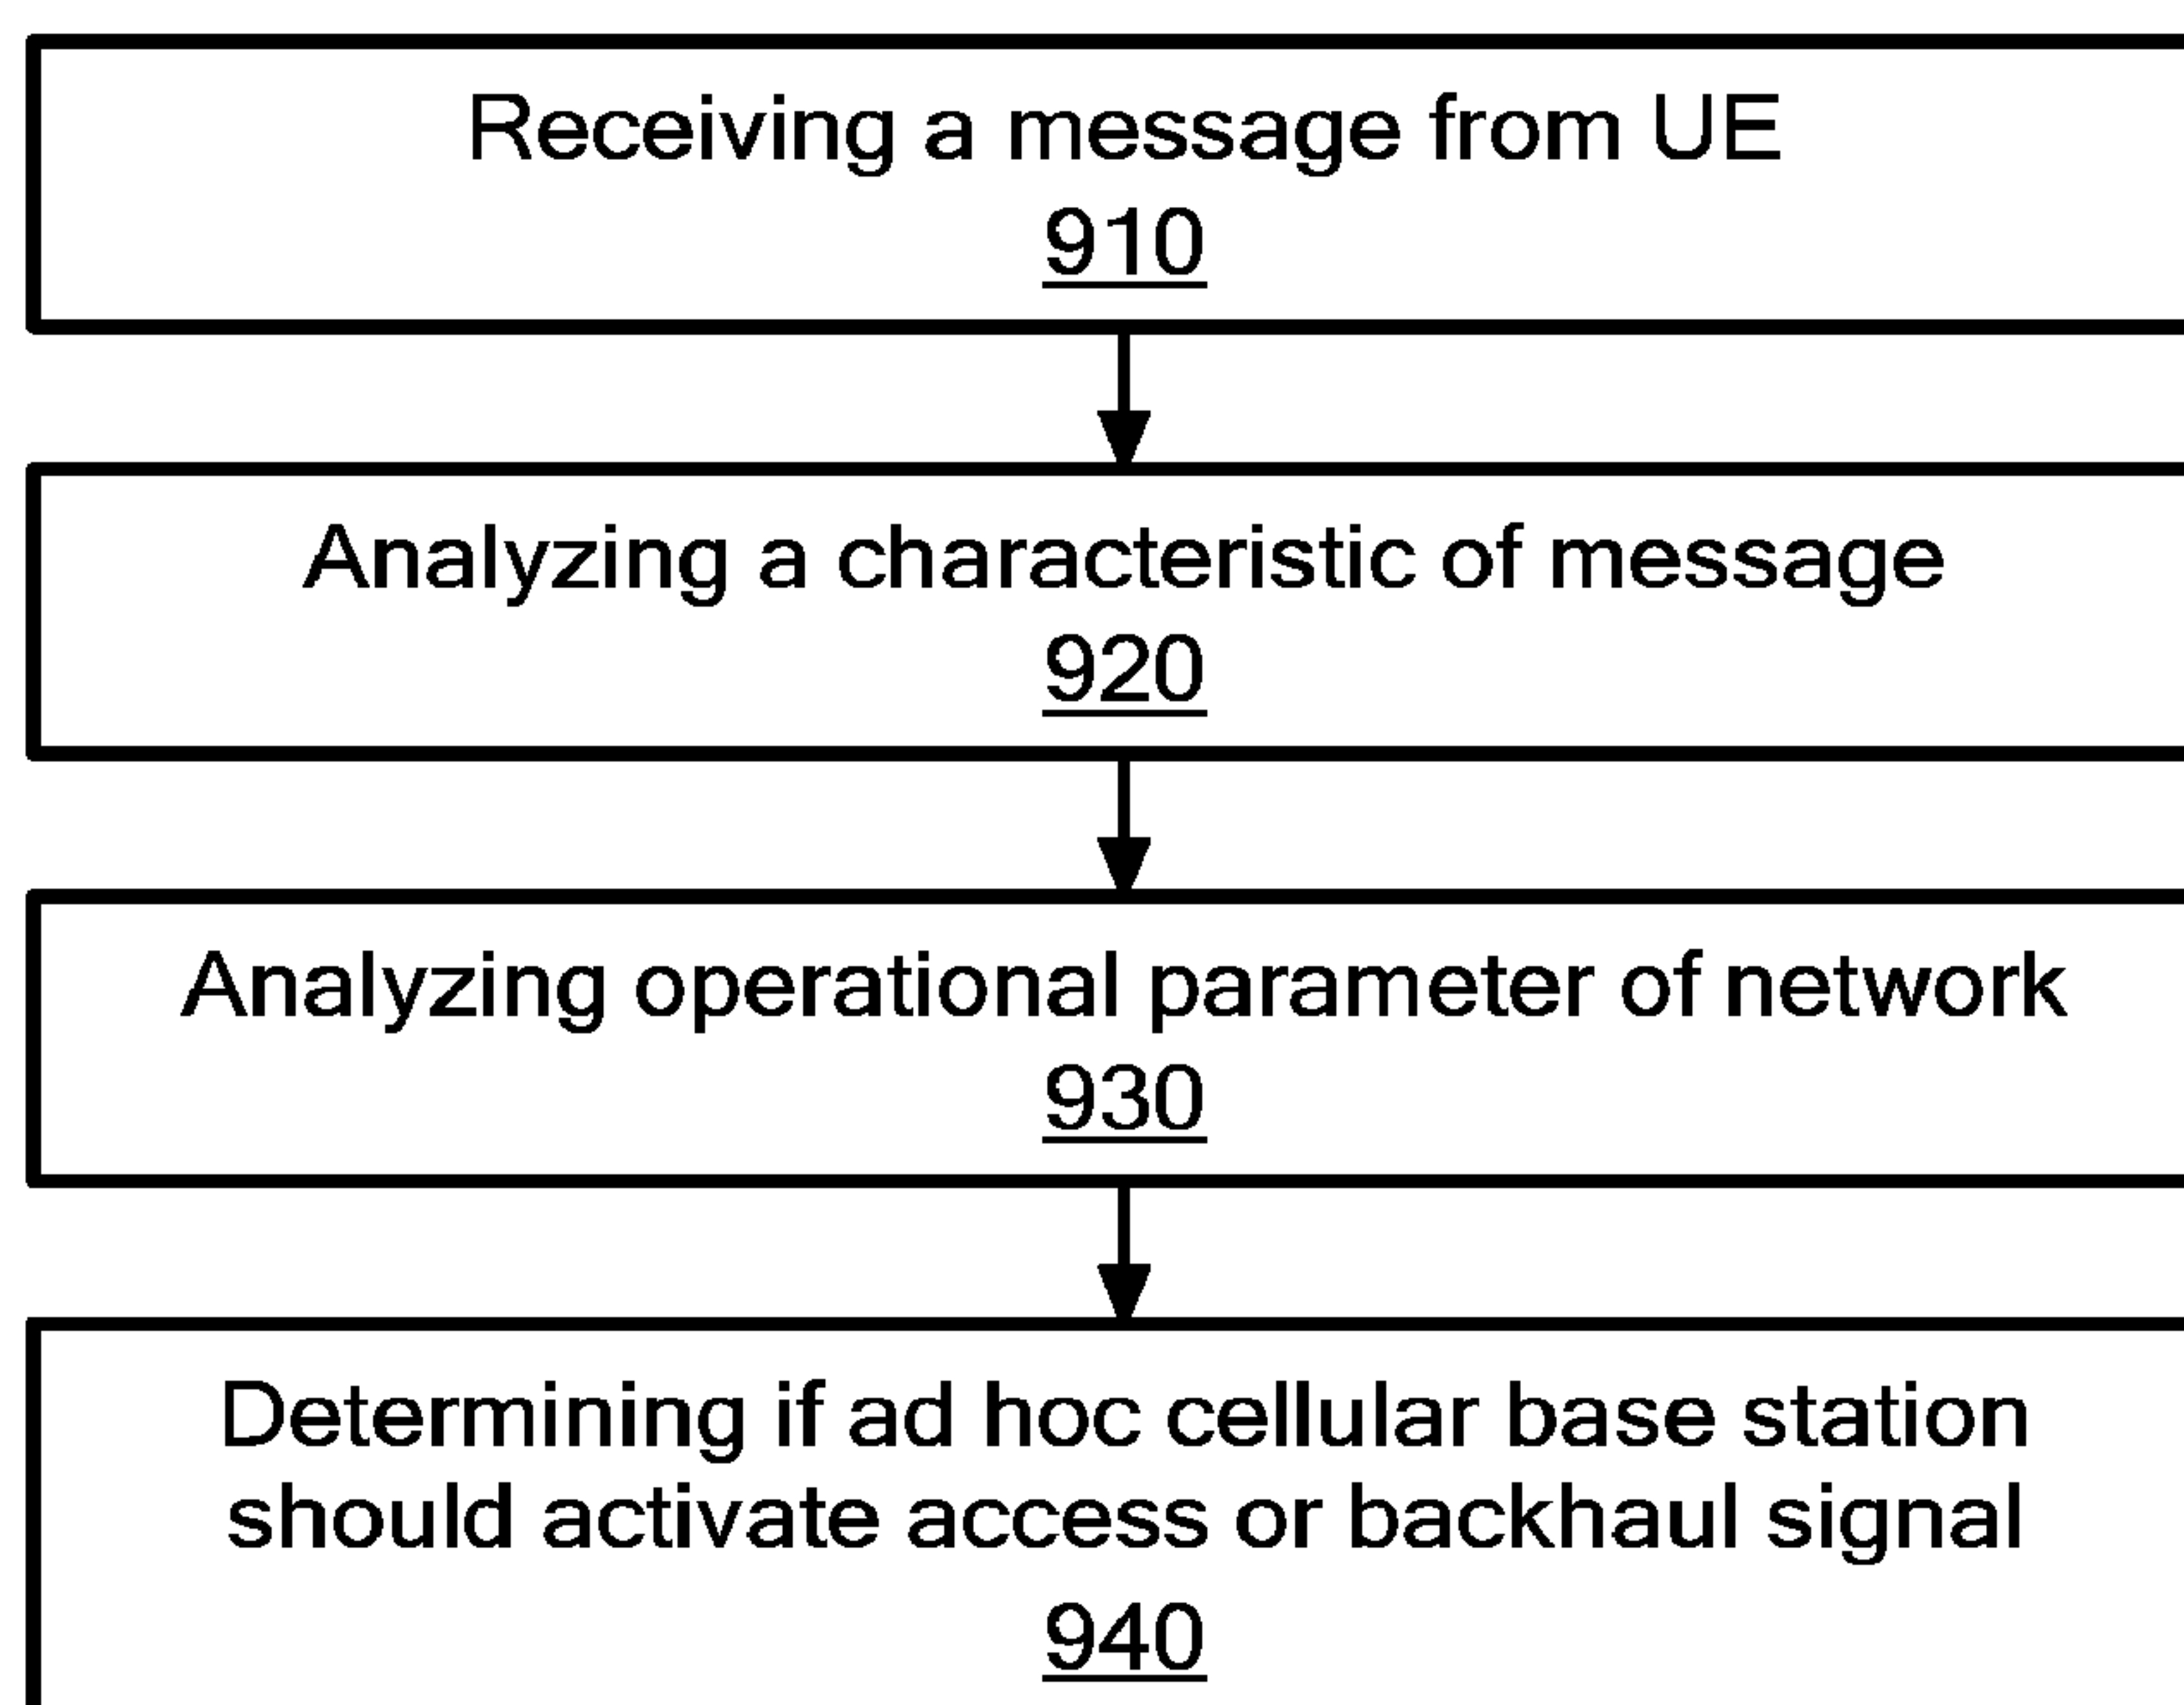 Receiving a message from UE
910
Analyzing a characteristic of message
920
Analyzing operational parameter of network
930
Determining if ad hoc cellular base station
should activate access or backhaul signal
940